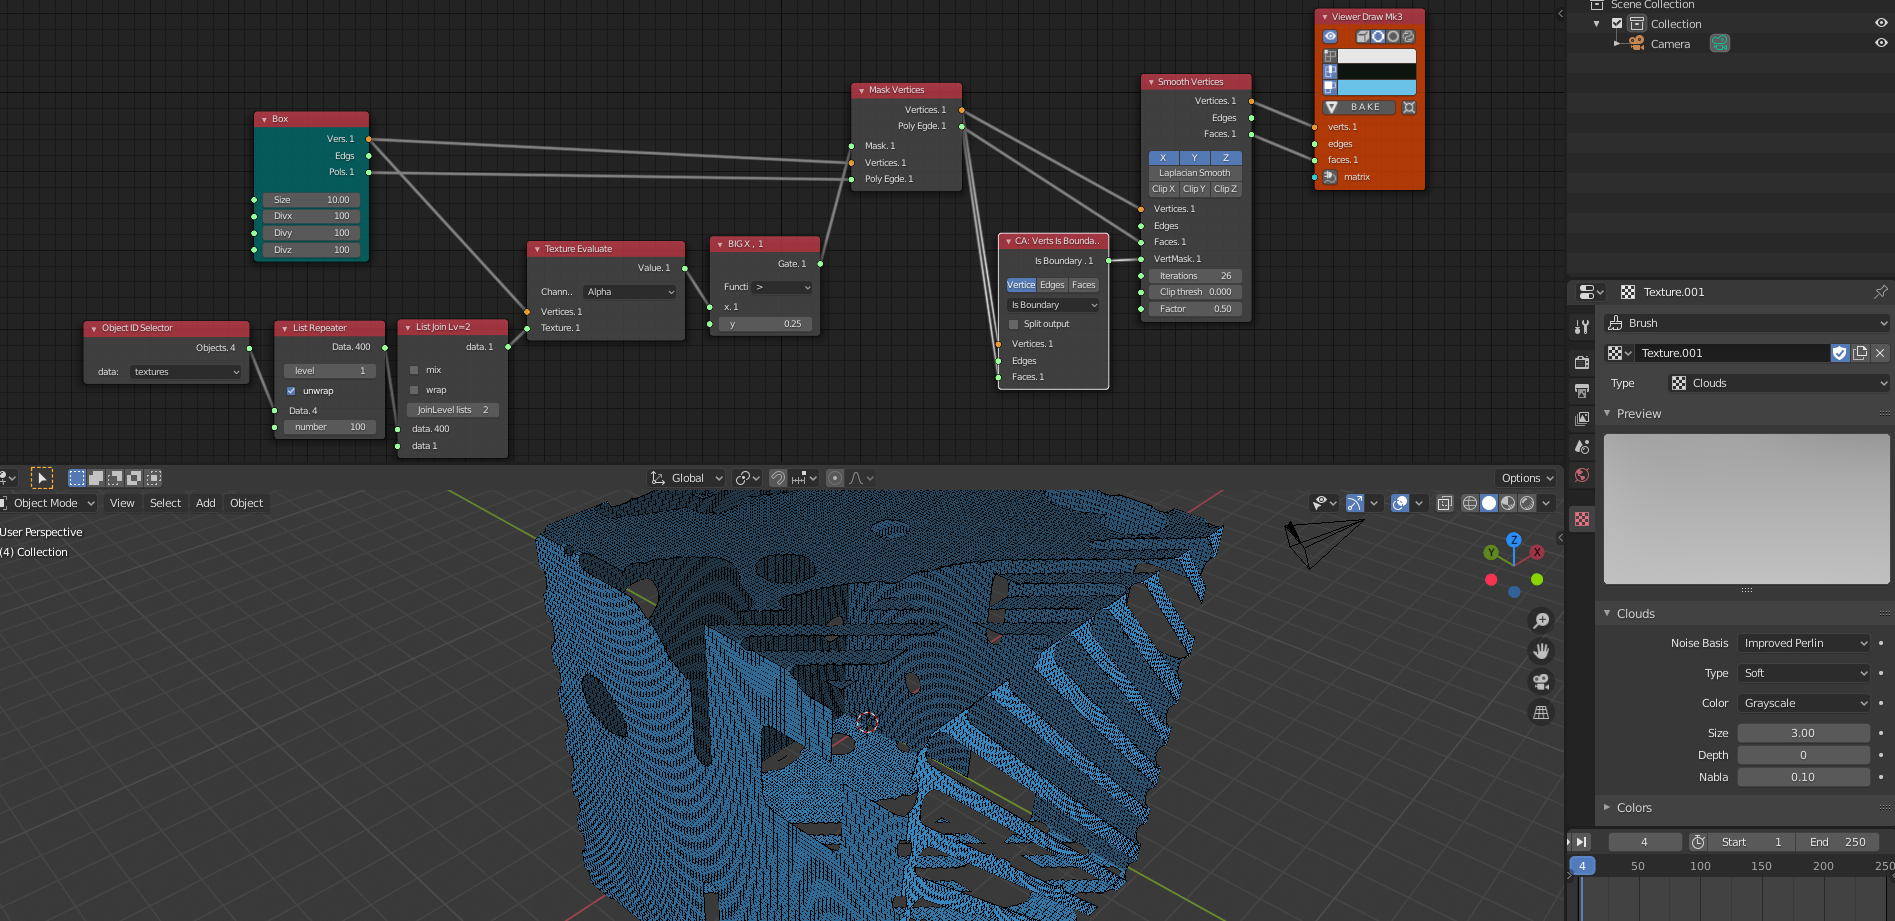 Box
Vers. 1
Edgs
Pols. 1
Size 10.00
Divx 100
Divy 100
Divz 100
Object ID Selector
Objects. 4
data: textures
List Repeater
Data. 400
level 1
unwrap
Data. 4
number 100
List Join Lv=2
data. 1
mix
wrap
JoinLevel lists 2
data. 400
data 1
Texture Evaluate
Value. 1
Chann.. Alpha
Vertices. 1
Texture. 1
BIG X , 1
Gate. 1
Functi >
x. 1
y 0.25
Mask Vertices
Vertices. 1
Poly Egde. 1
Mask. 1
Vertices. 1
Poly Egde. 1
CA: Verts Is Bounda..
Is Boundary . 1
Vertice Edges Faces
Is Boundary
Split output
Vertices. 1
Edges
Faces. 1
Smooth Vertices
Vertices. 1
Edges
Faces. 1
X Y Z
Laplacian Smooth
Clip X Clip Y Clip Z
Vertices. 1
Edges
Faces. 1
VertMask. 1
Iterations 26
Clip thresh 0.000
Factor 0.50
Viewer Draw Mk3
BAKE
verts. 1
edges
faces. 1
matrix
Global
Options
Object Mode View Select Add Object
User Perspective
(4) Collection
Z
Y
X
Scene Collection
Collection
Camera
Texture.001
Brush
Texture.001
Type Clouds
Preview
Clouds
Noise Basis Improved Perlin
Type Soft
Color Grayscale
Size 3.00
Depth 0
Nabla 0.10
Colors
4 Start 1 End 250
4 50 100 150 200 250